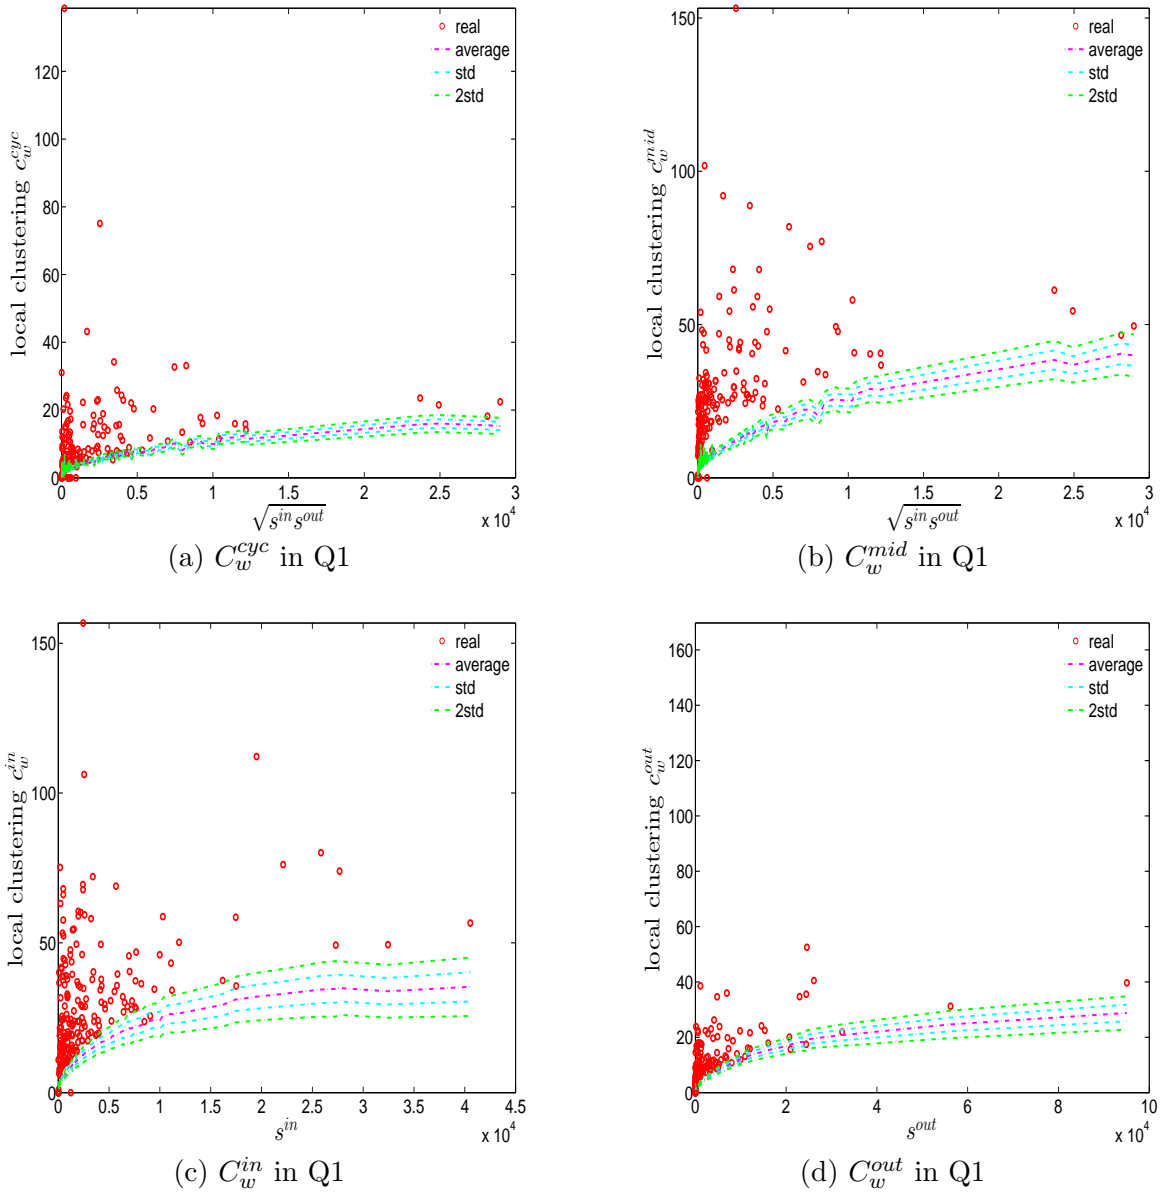 local clustering c_w^{cyc}
120
100
80
60
40
20
0
0 0.5 1 1.5 2 2.5 3
x 10^4
√(s^{in} s^{out})
real
average
std
2std
(a) C_w^{cyc} in Q1
local clustering c_w^{mid}
150
100
50
0
0 0.5 1 1.5 2 2.5 3
x 10^4
√(s^{in} s^{out})
real
average
std
2std
(b) C_w^{mid} in Q1
local clustering c_w^{in}
150
100
50
0
0 0.5 1 1.5 2 2.5 3 3.5 4 4.5
x 10^4
s^{in}
real
average
std
2std
(c) C_w^{in} in Q1
local clustering c_w^{out}
160
140
120
100
80
60
40
20
0
0 2 4 6 8 10
x 10^4
s^{out}
real
average
std
2std
(d) C_w^{out} in Q1